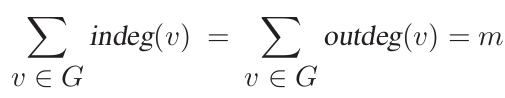 ∑ indeg(v) = ∑ outdeg(v) = m
v ∈ G v ∈ G